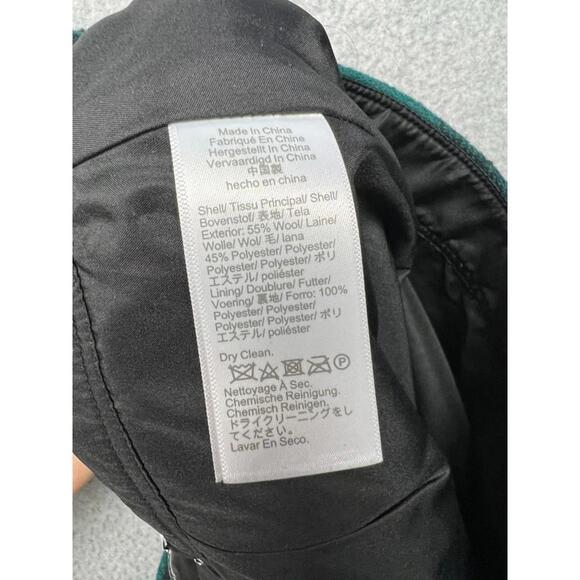 Made In China
Fabriqué En Chine
Hergestellt In China
Vervaardigd In China
中国製
hecho en china
Shell/ Tissu Principal/ Shell/
Bovenstof/ 表地/ Tela
Exterior: 55% Wool/ Laine/
Wolle/ Wol/ 毛/ lana
45% Polyester/ Polyester/
Polyester/ Polyester/ ポリ
エステル/ poliéster
Lining/ Doublure/ Futter/
Voering/ 裏地/ Forro: 100%
Polyester/ Polyester/
Polyester/ Polyester/ ポリ
エステル/ poliéster
Dry Clean.
P
Nettoyage À Sec.
Chemische Reinigung.
Chemisch Reinigen.
ドライクリーニングをし
てください。
Lavar En Seco.